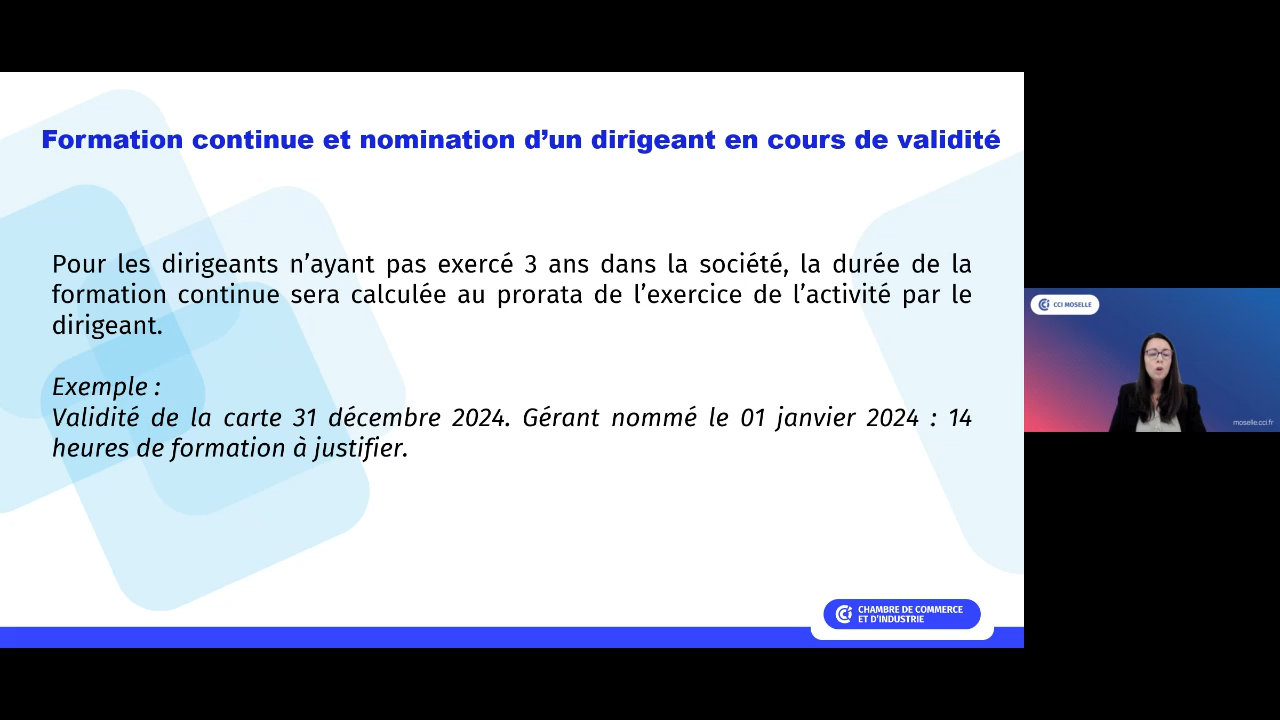 Formation continue et nomination d’un dirigeant en cours de validité
Pour les dirigeants n’ayant pas exercé 3 ans dans la société, la durée de la
formation continue sera calculée au prorata de l’exercice de l’activité par le
dirigeant.
Exemple :
Validité de la carte 31 décembre 2024. Gérant nommé le 01 janvier 2024 : 14
heures de formation à justifier.
CHAMBRE DE COMMERCE
ET D’INDUSTRIE
CCI MOSELLE
moselle.cci.fr